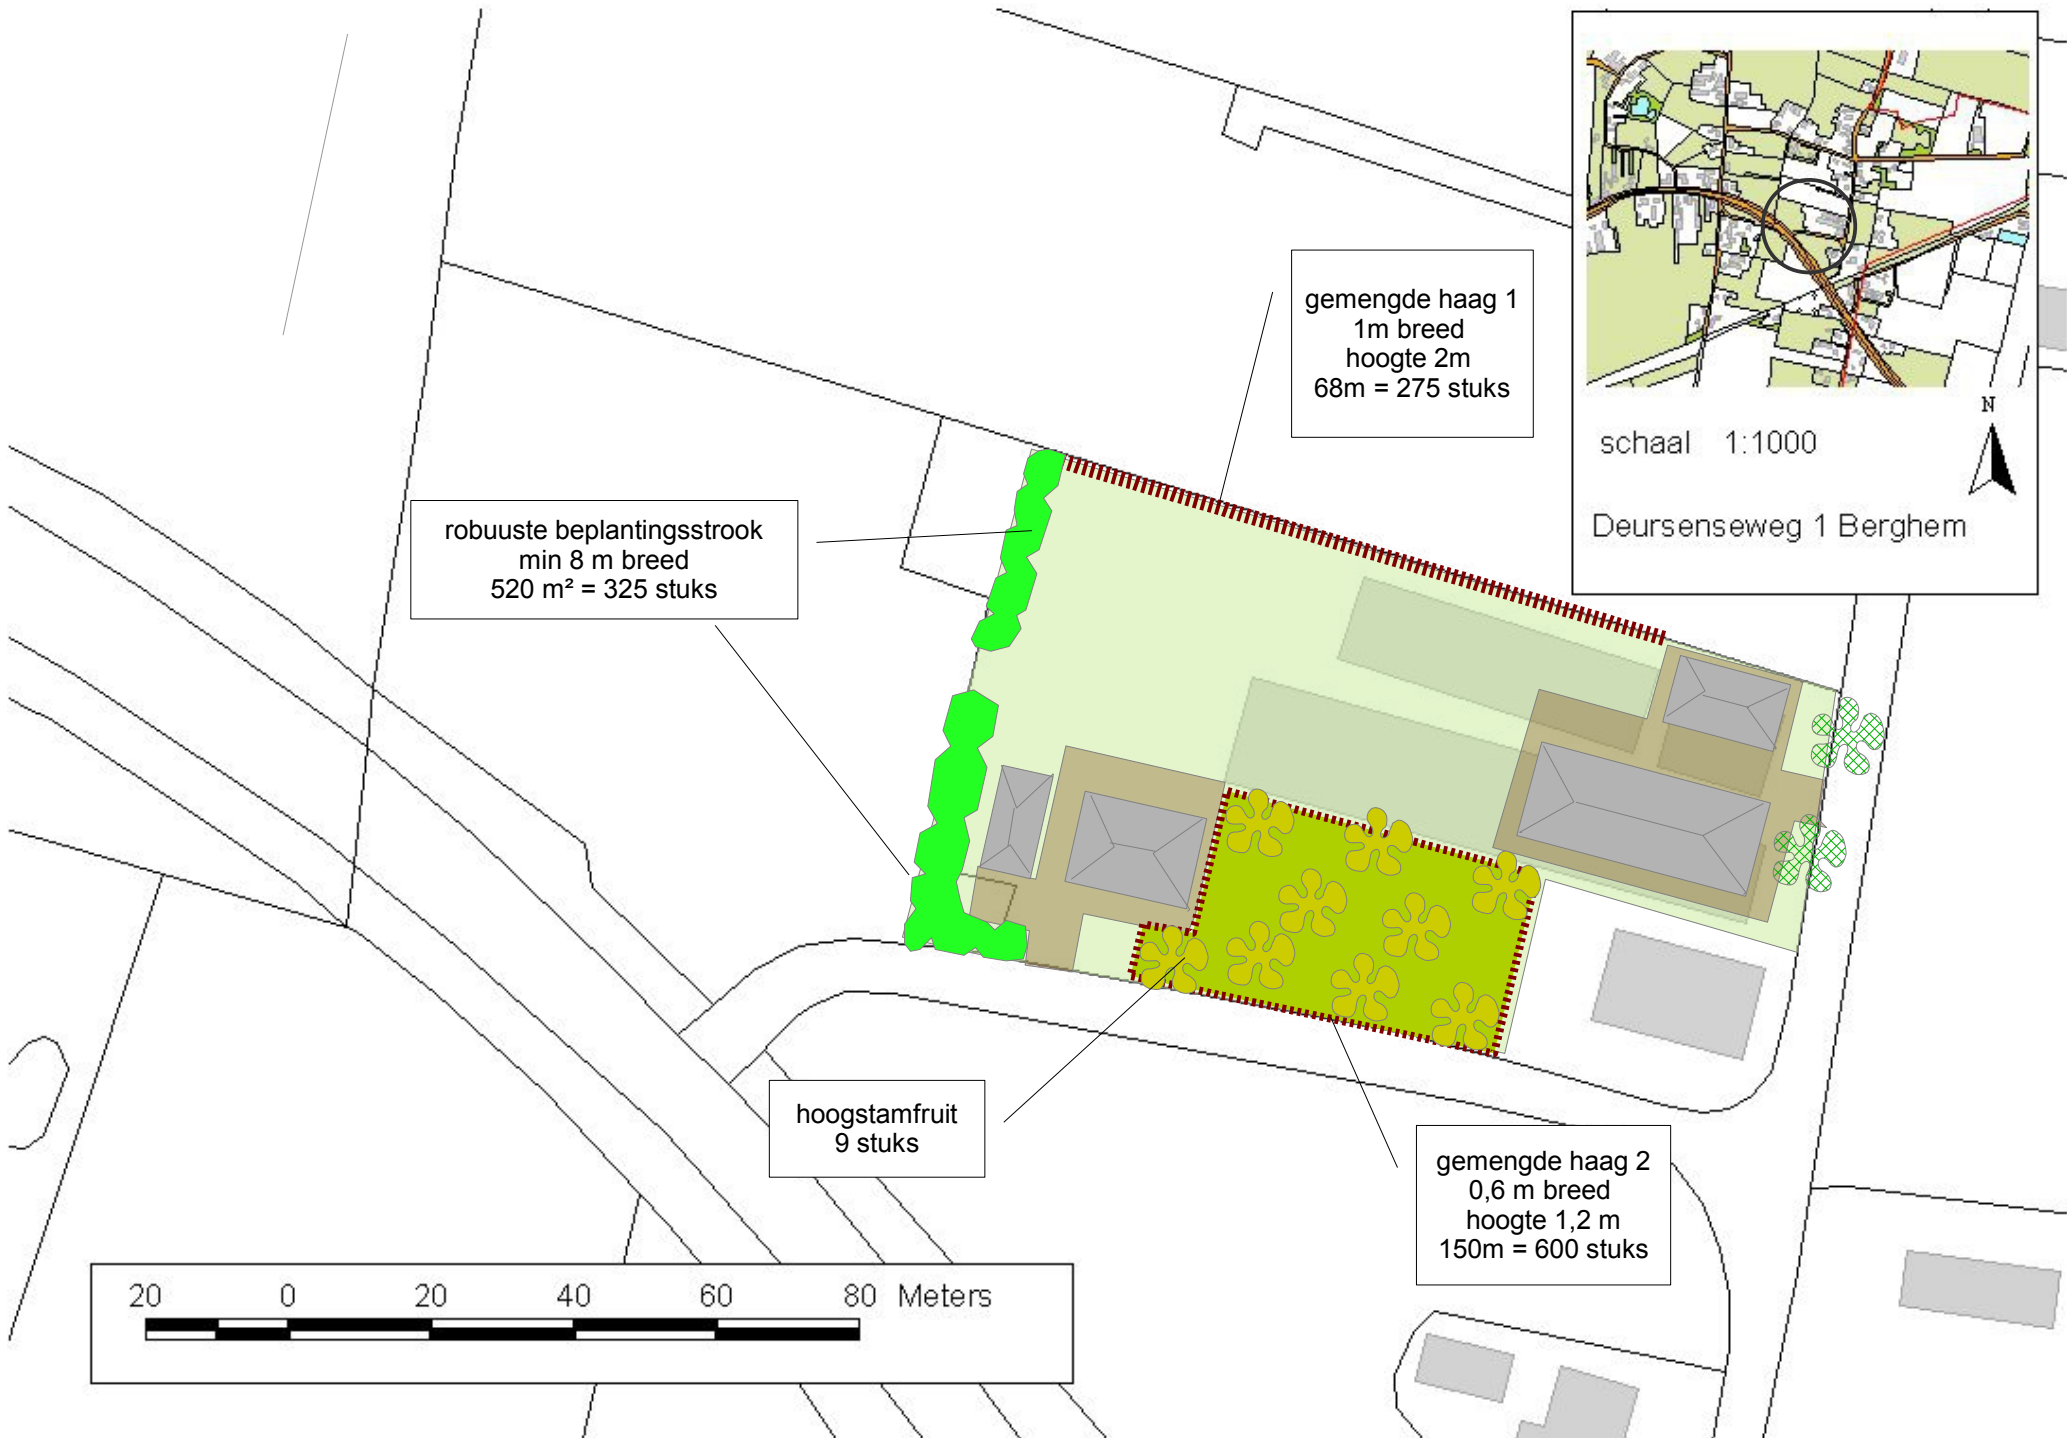 gemengde haag 1
1m breed
hoogte 2m
68m = 275 stuks
N
schaal 1:1000
Deursenseweg 1 Berghem
robuuste beplantingsstrook
min 8 m breed
520 m² = 325 stuks
hoogstamfruit
9 stuks
gemengde haag 2
0,6 m breed
hoogte 1,2 m
150m = 600 stuks
20 0 20 40 60 80 Meters